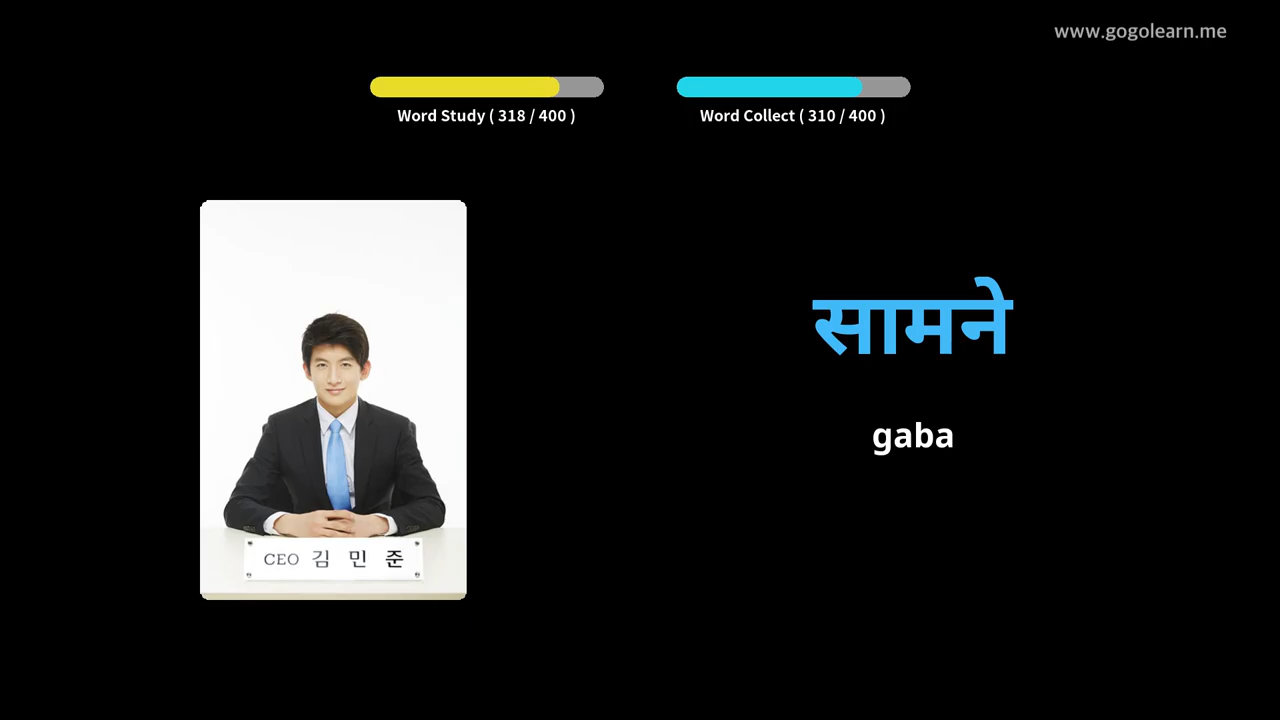 www.gogolearn.me
Word Study ( 318 / 400 )
Word Collect ( 310 / 400 )
सामने
gaba
CEO 김 민 준